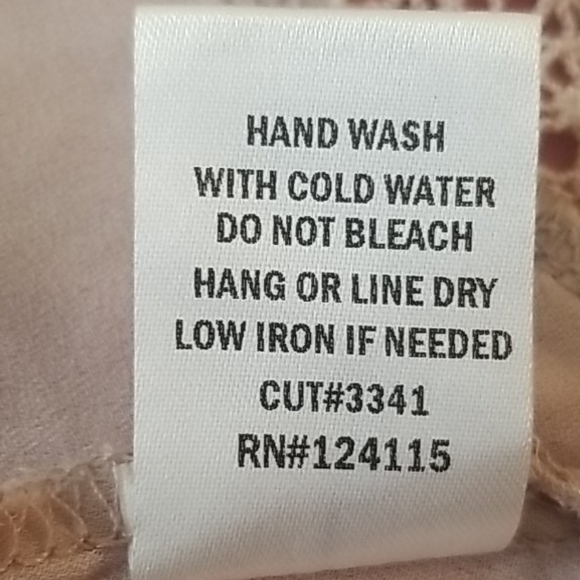 HAND WASH
WITH COLD WATER
DO NOT BLEACH
HANG OR LINE DRY
LOW IRON IF NEEDED
CUT#3341
RN#124115